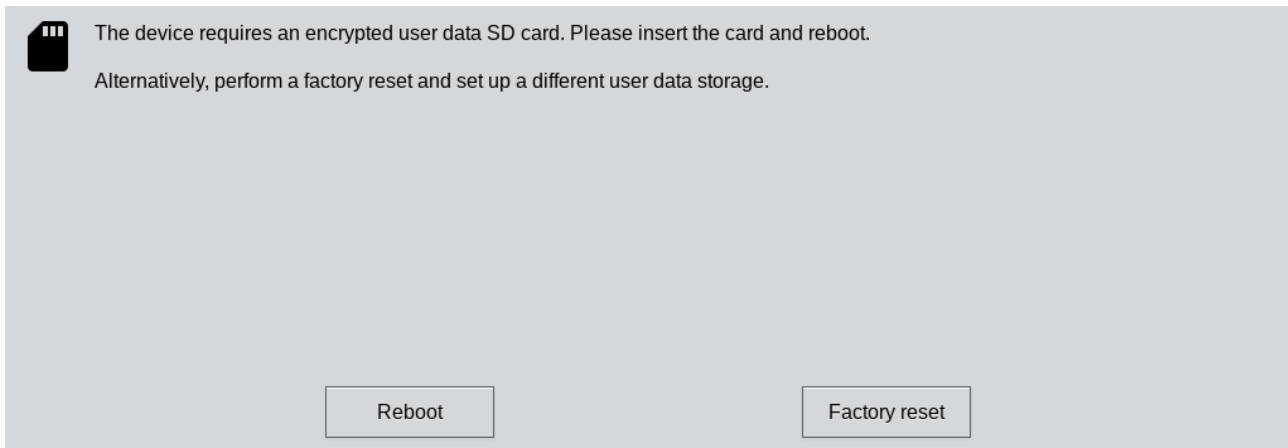 The device requires an encrypted user data SD card. Please insert the card and reboot.
Alternatively, perform a factory reset and set up a different user data storage.
Reboot
Factory reset